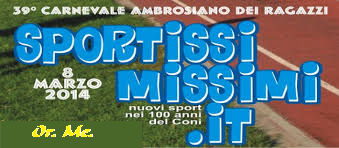 39° CARNEVALE AMBROSIANO DEI RAGAZZI
SPORTISSI
8
MARZO
2014
MISSIMI
nuovi sport
nei 100 anni
del Coni
.it
Or. Mc.